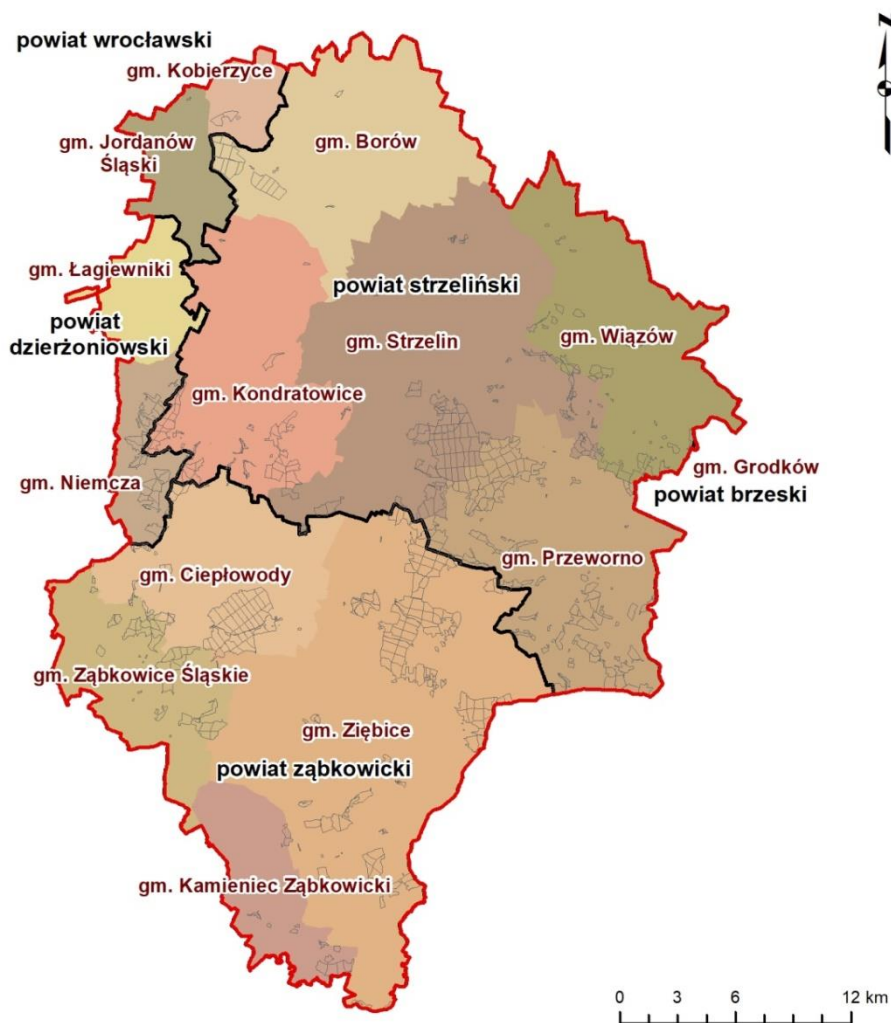 powiat wrocławski
gm. Kobierzyce
gm. Jordanów
Śląski
gm. Borów
gm. Łagiewniki
powiat strzeliński
powiat
dzierżoniowski
gm. Strzelin
gm. Wiązów
gm. Kondratowice
gm. Niemcza
gm. Grodków
powiat brzeski
gm. Przeworno
gm. Ciepłowody
gm. Ząbkowice Śląskie
gm. Ziębice
powiat ząbkowicki
gm. Kamieniec Ząbkowicki
0 3 6 12 km
Z